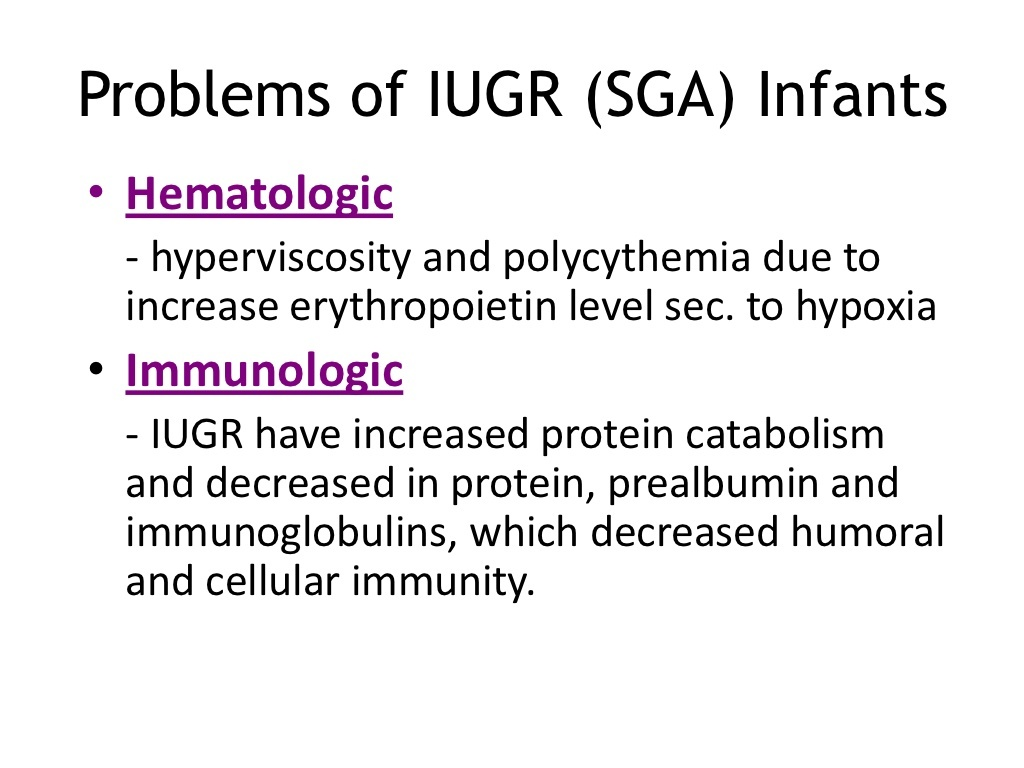 Problems of IUGR (SGA) Infants
• Hematologic
- hyperviscosity and polycythemia due to
increase erythropoietin level sec. to hypoxia
• Immunologic
- IUGR have increased protein catabolism
and decreased in protein, prealbumin and
immunoglobulins, which decreased humoral
and cellular immunity.